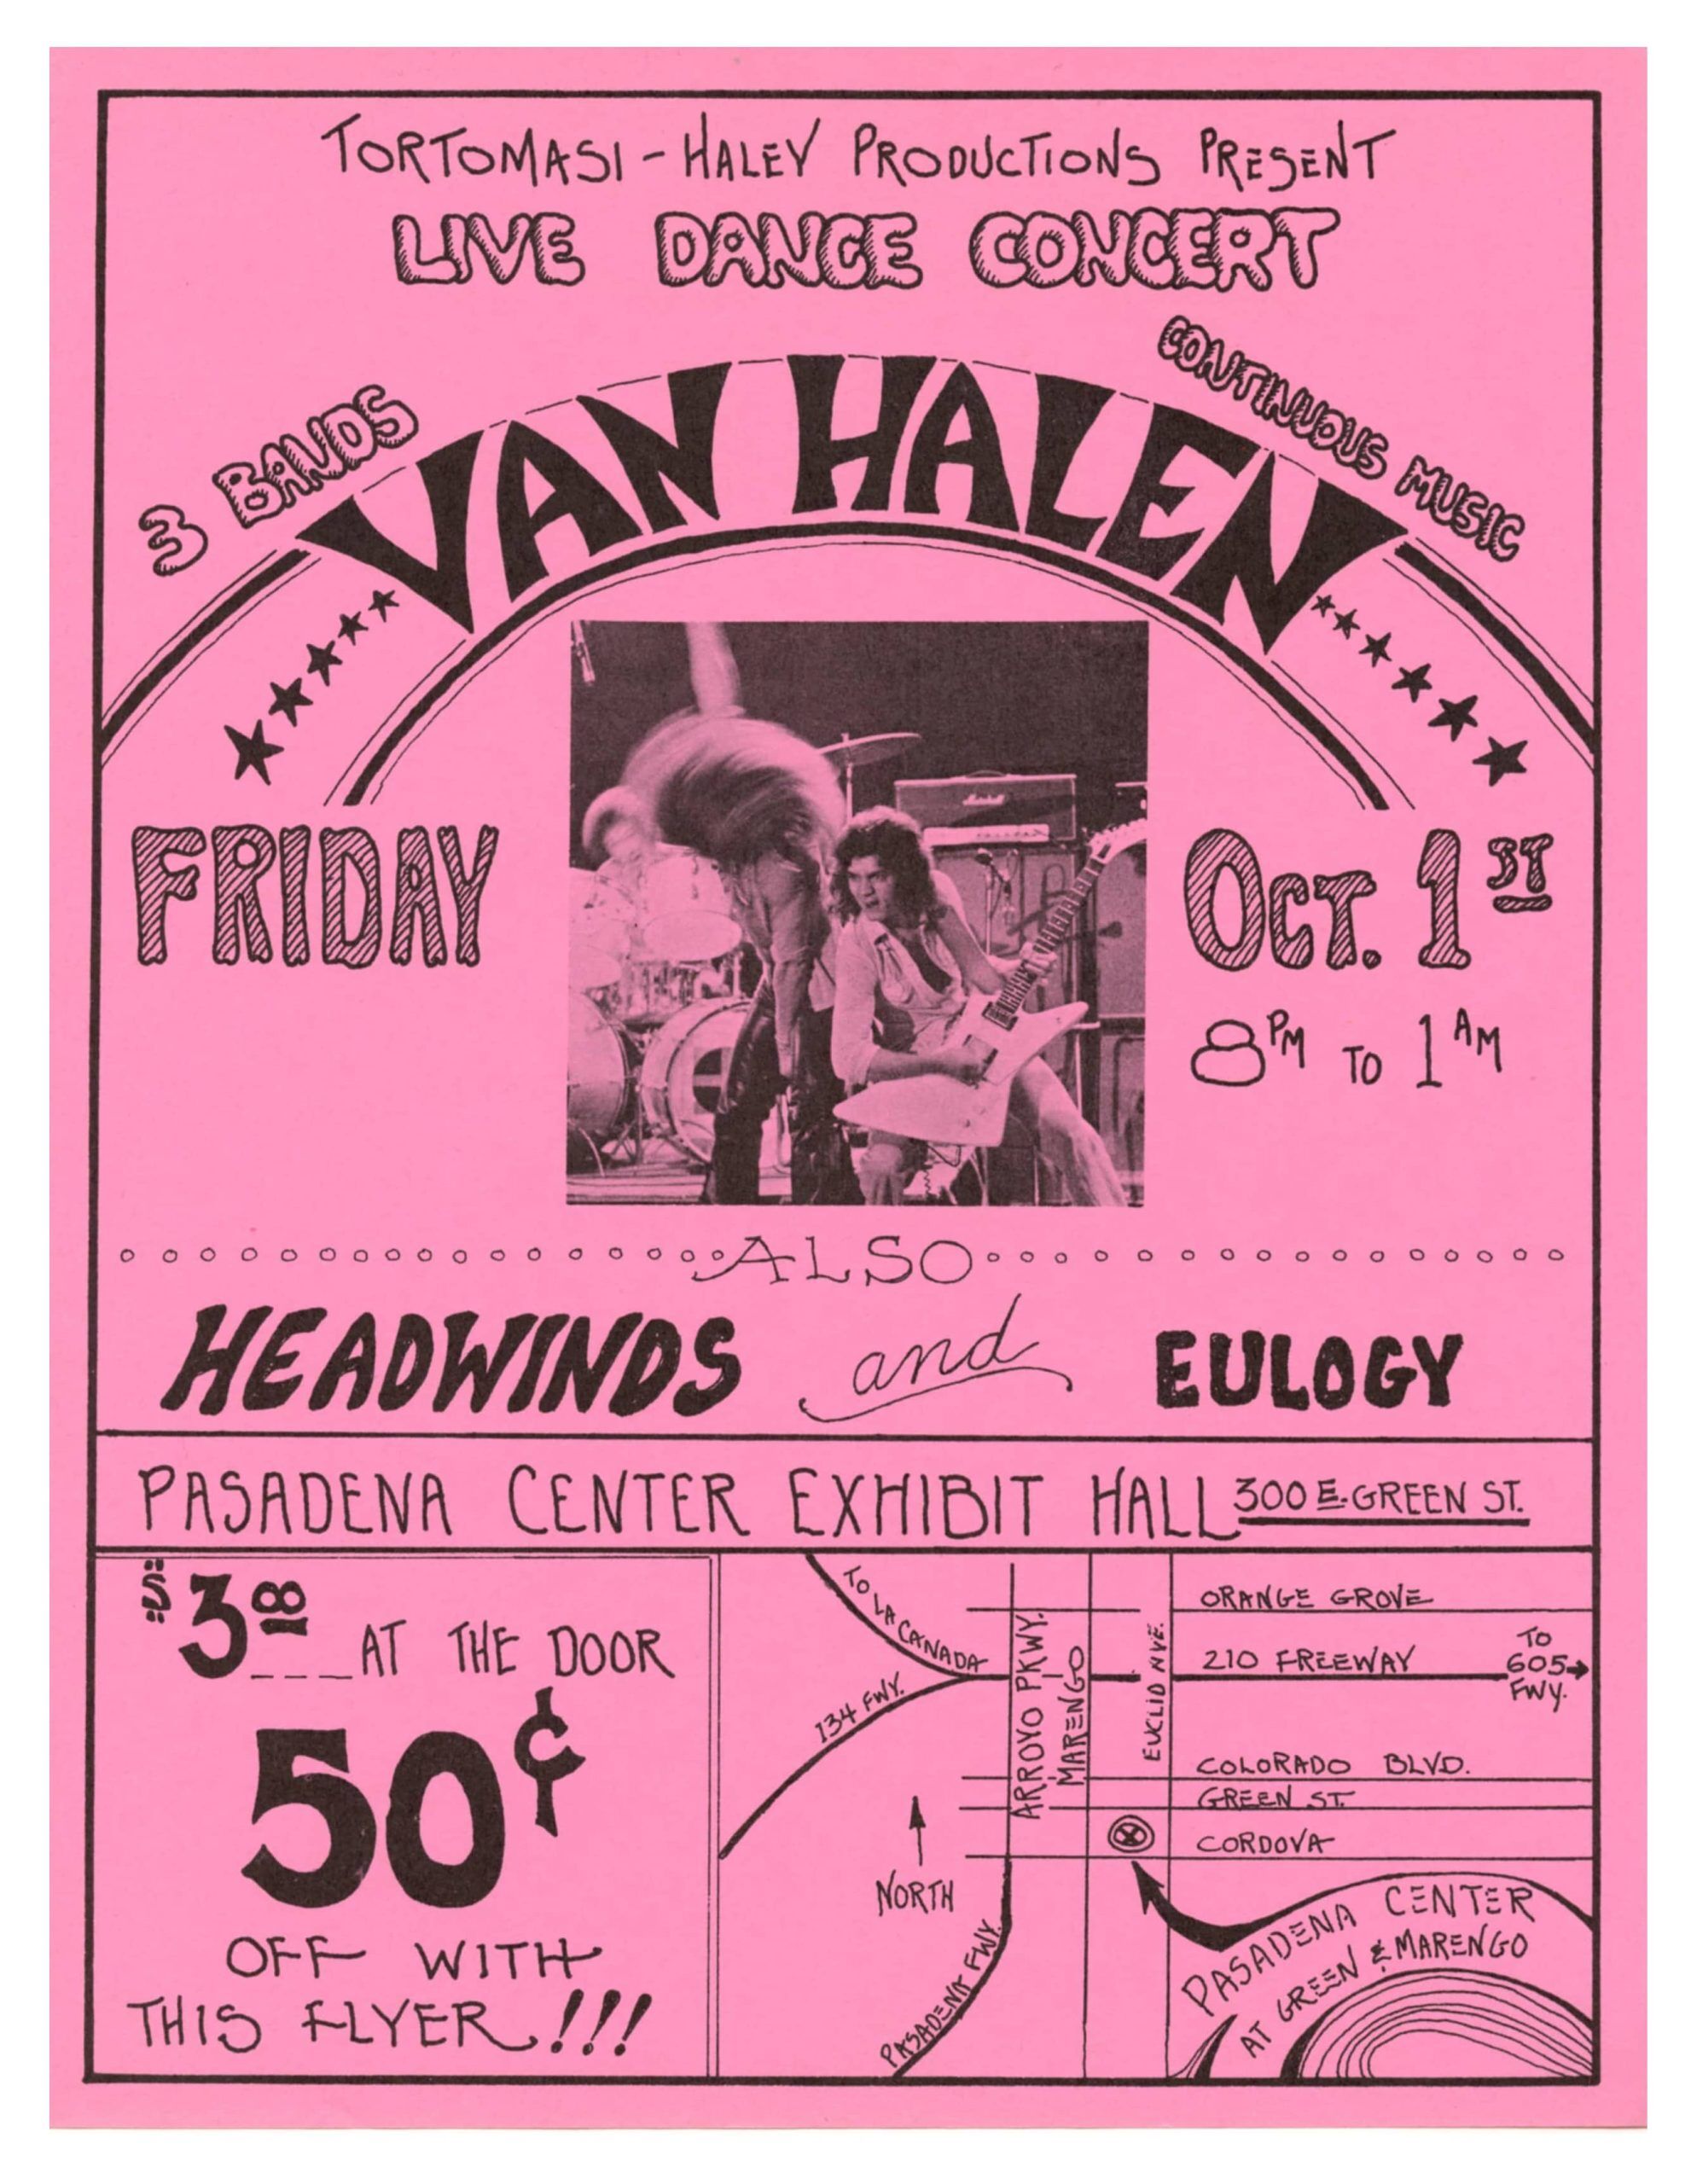 TORTOMASI - HALEY PRODUCTIONS PRESENT
LIVE DANCE CONCERT
3 BANDS
VAN HALEN
CONTINUOUS MUSIC
Marshall
FRIDAY
OCT. 1ST
8PM TO 1AM
ALSO
HEADWINDS and EULOGY
PASADENA CENTER EXHIBIT HALL 300 E. GREEN ST.
$3.00 AT THE DOOR
50¢
OFF WITH
THIS FLYER!!!
TO LA CANADA
134 FWY.
ARROYO PKWY.
MARENGO
EUCLID AVE.
ORANGE GROVE
210 FREEWAY
TO
605
FWY.
COLORADO BLVD.
GREEN ST.
CORDOVA
NORTH
PASADENA FWY.
PASADENA CENTER
AT GREEN & MARENGO